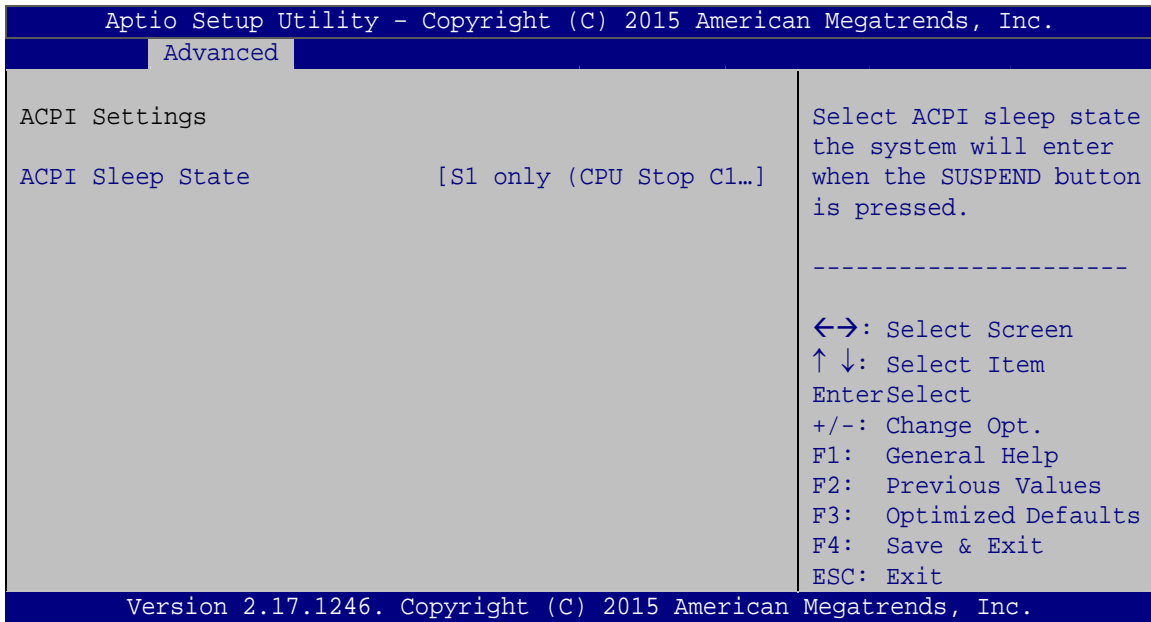 Aptio Setup Utility – Copyright (C) 2015 American Megatrends, Inc.
Advanced
ACPI Settings
ACPI Sleep State [S1 only (CPU Stop C1…]
Select ACPI sleep state
the system will enter
when the SUSPEND button
is pressed.
----------------------
←→: Select Screen
↑ ↓: Select Item
EnterSelect
+/-: Change Opt.
F1: General Help
F2: Previous Values
F3: Optimized Defaults
F4: Save & Exit
ESC: Exit
Version 2.17.1246. Copyright (C) 2015 American Megatrends, Inc.